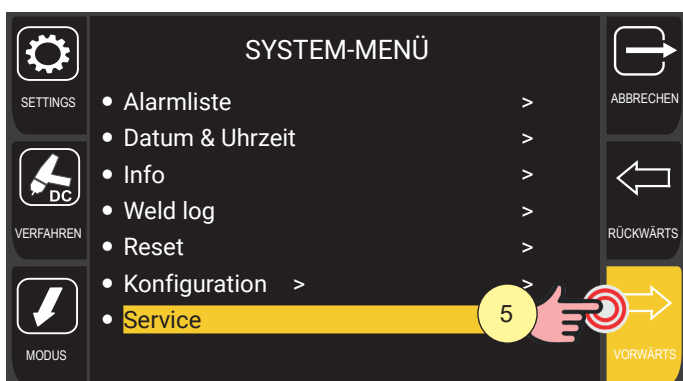 SYSTEM-MENÜ
SETTINGS
DC
VERFAHREN
MODUS
• Alarmliste >
• Datum & Uhrzeit >
• Info >
• Weld log >
• Reset >
• Konfiguration > >
• Service
5
ABBRECHEN
RÜCKWÄRTS
VORWÄRTS